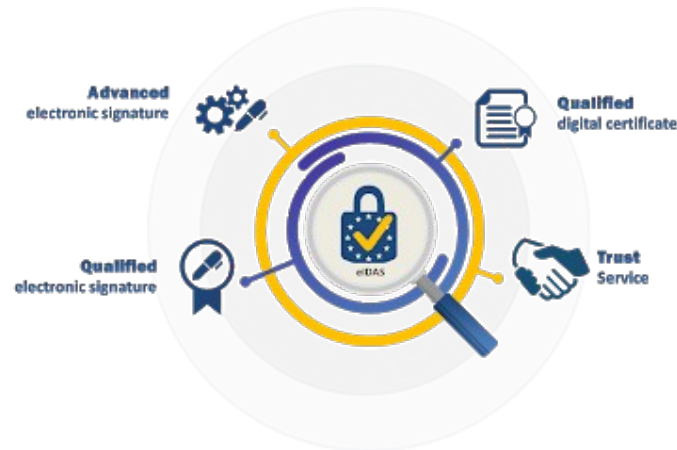 Advanced
electronic signature
Qualified
digital certificate
eIDAS
Qualified
electronic signature
Trust
Service